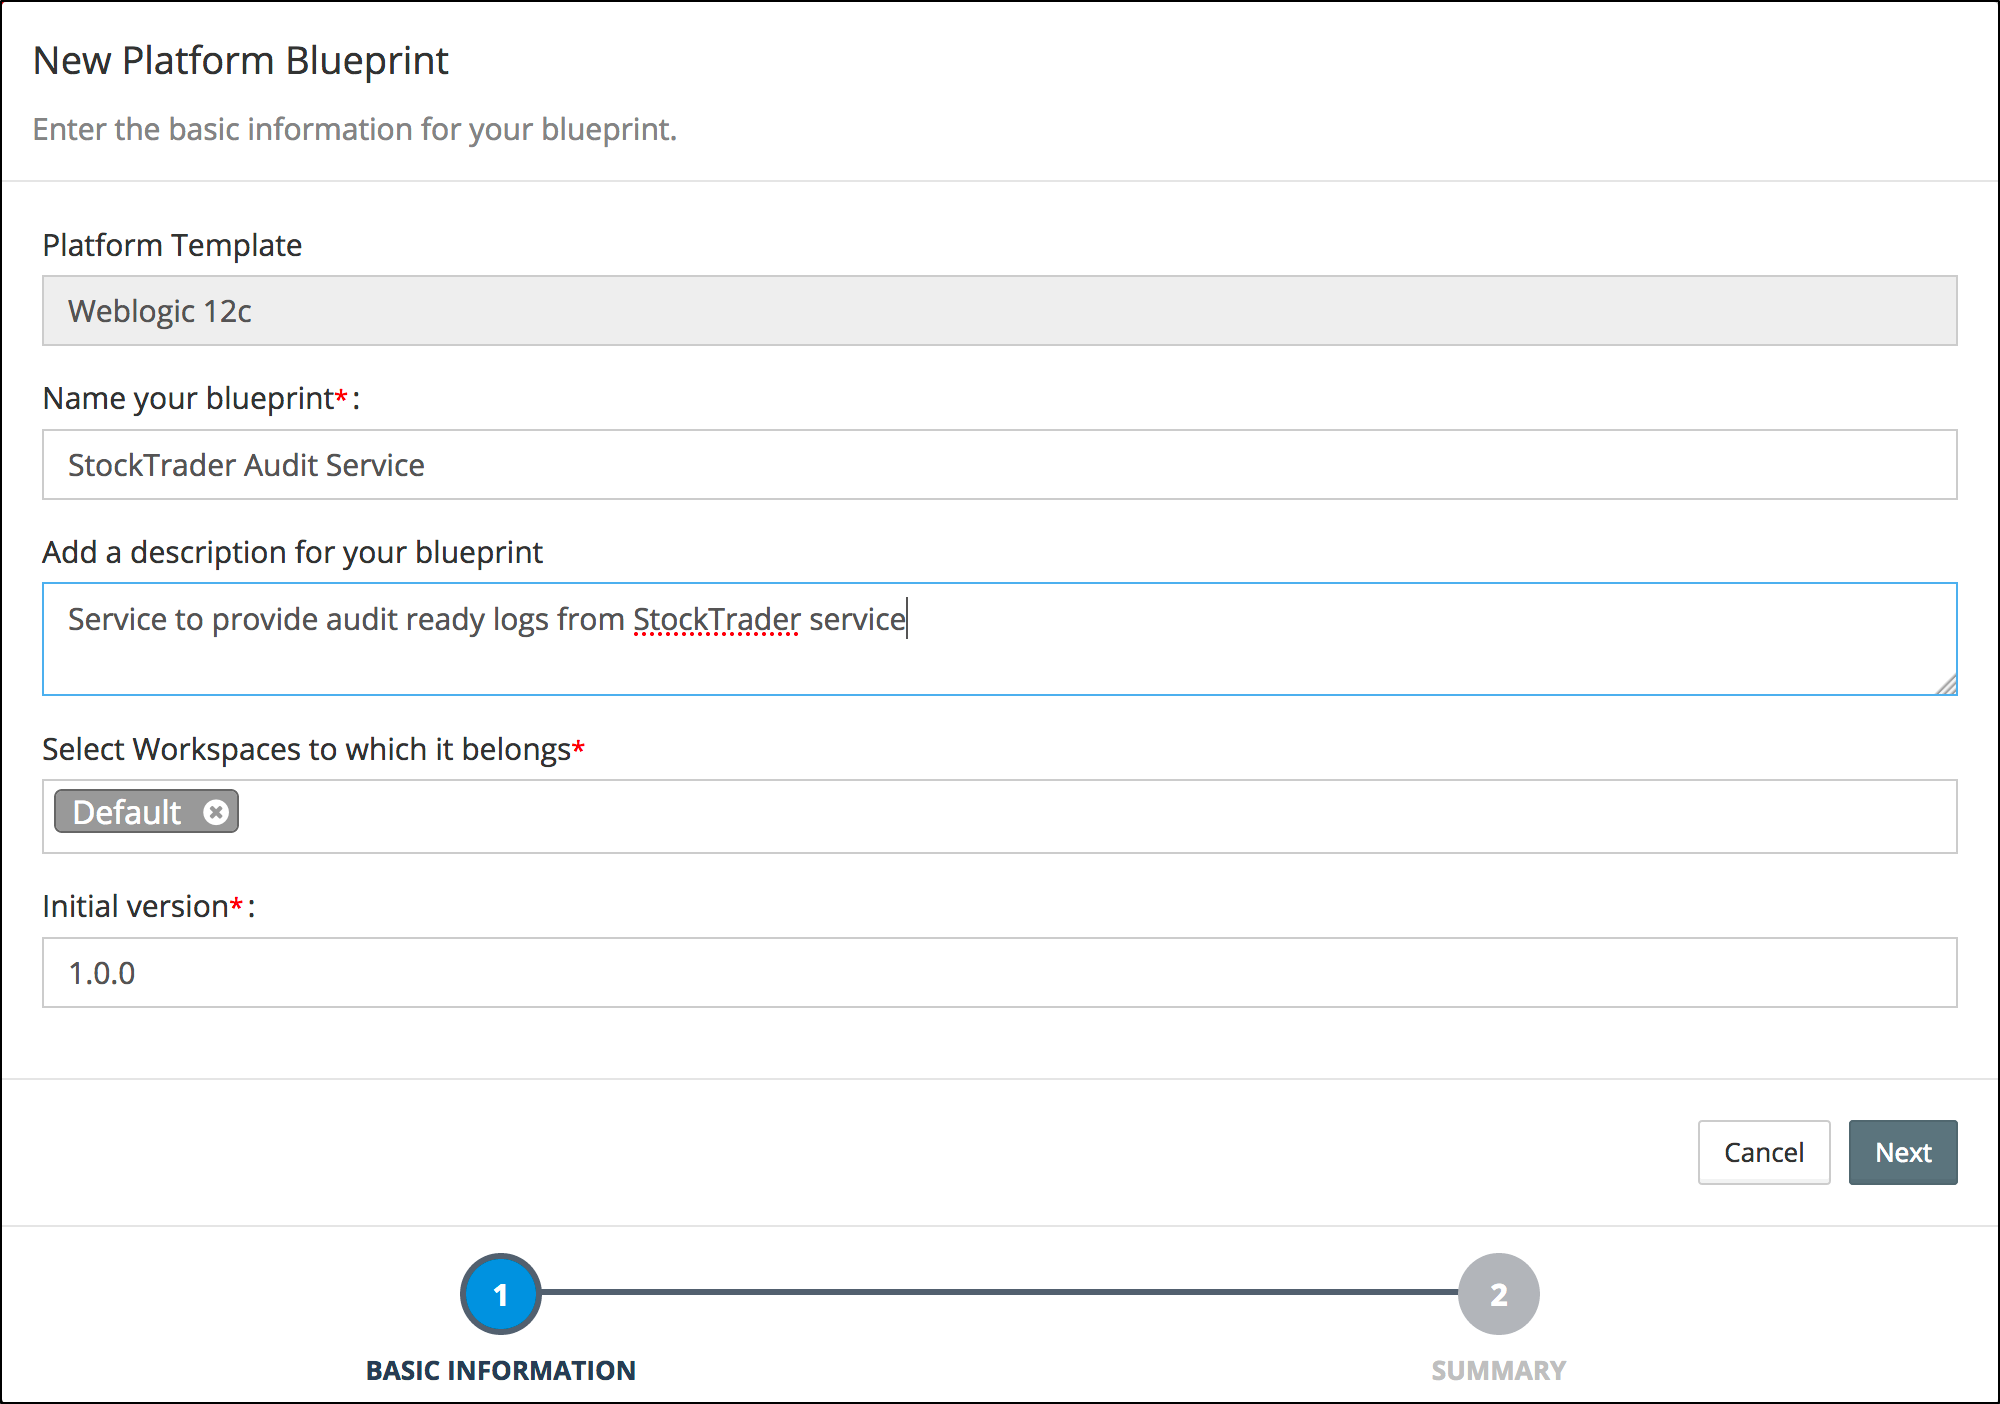 New Platform Blueprint
Enter the basic information for your blueprint.
Platform Template
Weblogic 12c
Name your blueprint*:
StockTrader Audit Service
Add a description for your blueprint
Service to provide audit ready logs from StockTrader service
Select Workspaces to which it belongs*
Default
Initial version*:
1.0.0
Cancel Next
1 2
BASIC INFORMATION SUMMARY